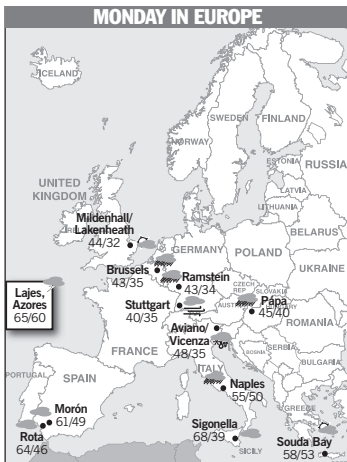 MONDAY IN EUROPE
ICELAND
SWEDEN
FINLAND
NORWAY
ESTONIA
RUSSIA
LATVIA
LITHUANIA
UNITED
KINGDOM
Mildenhall/
Lakenheath
44/32
BELARUS
GERMANY
POLAND
Brussels
43/35
Ramstein
43/34
UKRAINE
CZECH
REP
SLOVAKIA
Lajes,
Azores
65/60
Stuttgart
40/35
Pápa
45/40
Aviano/
Vicenza
48/35
ROMANIA
FRANCE
BOSNIA
SERBIA
BULGARIA
ITALY
PORTUGAL
SPAIN
Naples
55/50
Morón
61/49
Rota
64/46
Sigonella
68/39
SICILY
GREECE
Souda Bay
58/53